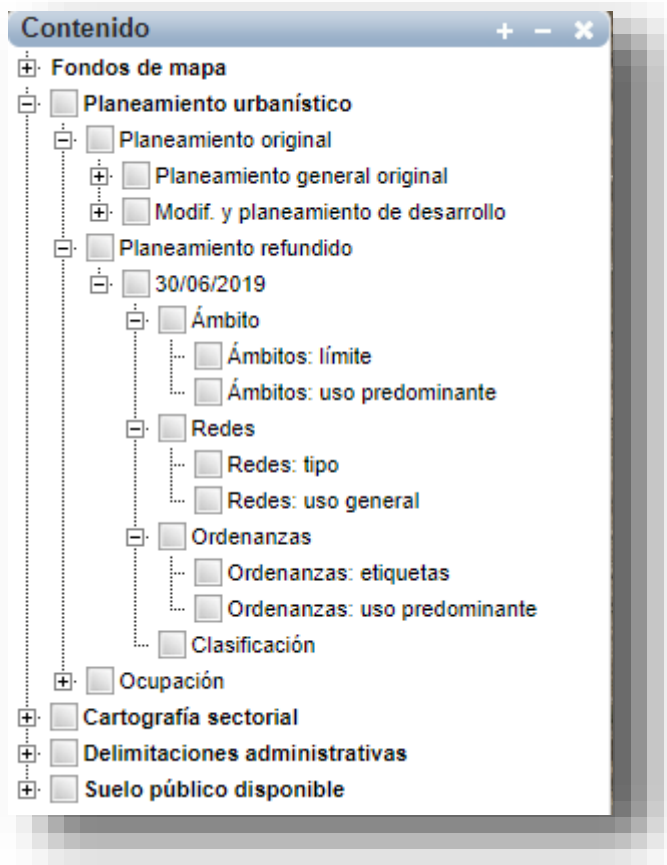 Contenido
Fondos de mapa
Planeamiento urbanístico
Planeamiento original
Planeamiento general original
Modif. y planeamiento de desarrollo
Planeamiento refundido
30/06/2019
Ámbito
Ámbitos: límite
Ámbitos: uso predominante
Redes
Redes: tipo
Redes: uso general
Ordenanzas
Ordenanzas: etiquetas
Ordenanzas: uso predominante
Clasificación
Ocupación
Cartografía sectorial
Delimitaciones administrativas
Suelo público disponible